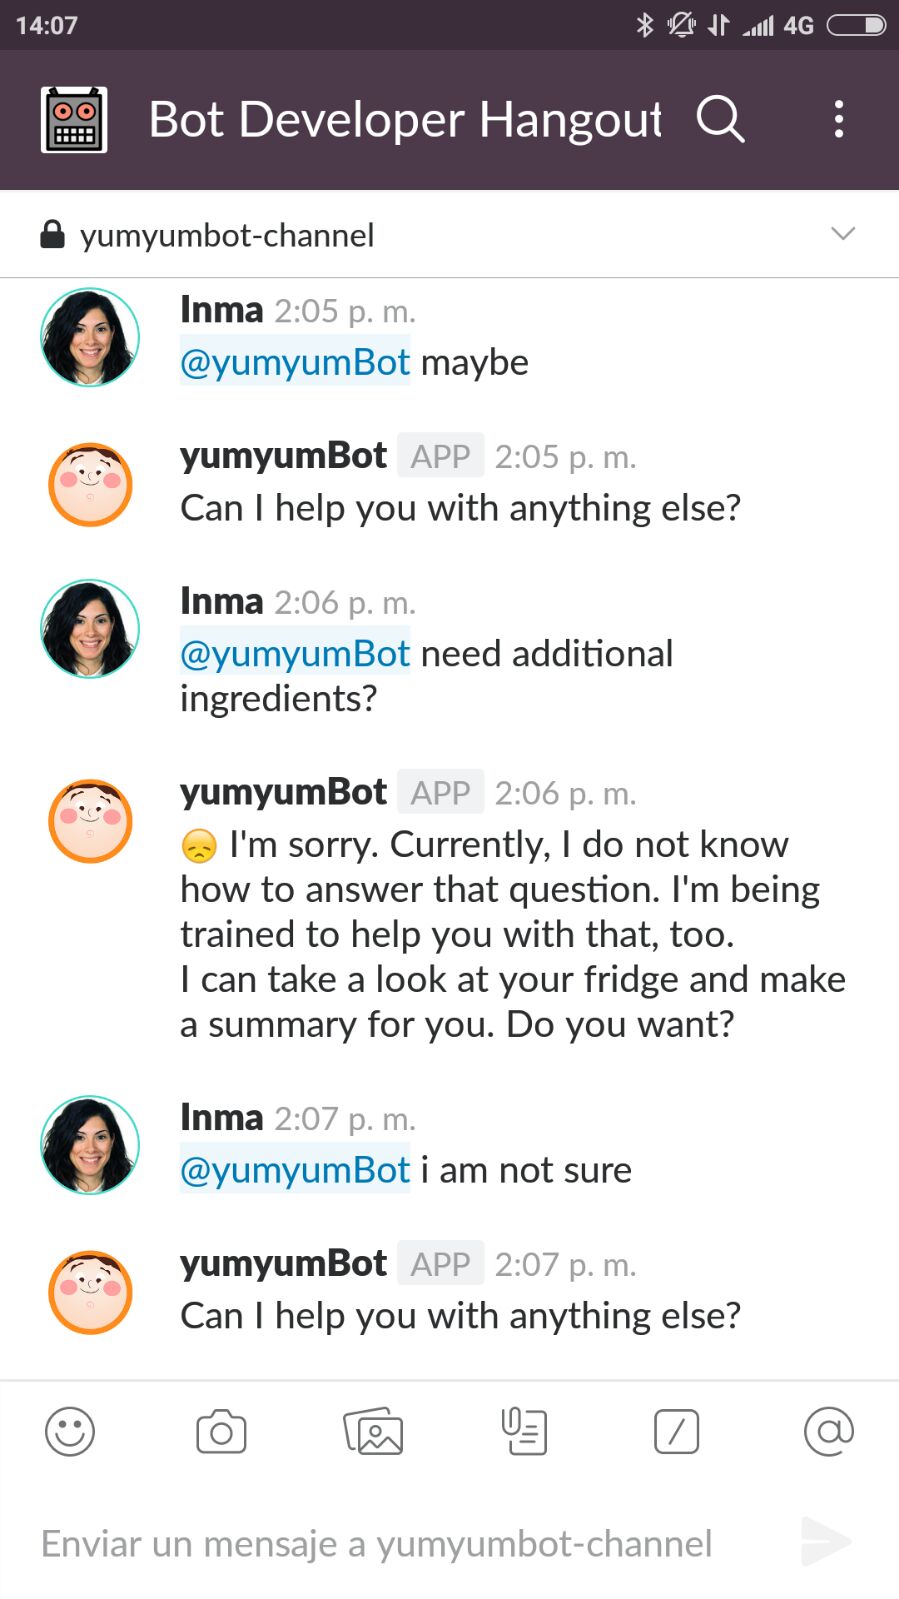 14:07
4G
Bot Developer Hangout
yumyumbot-channel
Inma 2:05 p. m.
@yumyumBot maybe
yumyumBot APP 2:05 p. m.
Can I help you with anything else?
Inma 2:06 p. m.
@yumyumBot need additional
ingredients?
yumyumBot APP 2:06 p. m.
I'm sorry. Currently, I do not know
how to answer that question. I'm being
trained to help you with that, too.
I can take a look at your fridge and make
a summary for you. Do you want?
Inma 2:07 p. m.
@yumyumBot i am not sure
yumyumBot APP 2:07 p. m.
Can I help you with anything else?
Enviar un mensaje a yumyumbot-channel